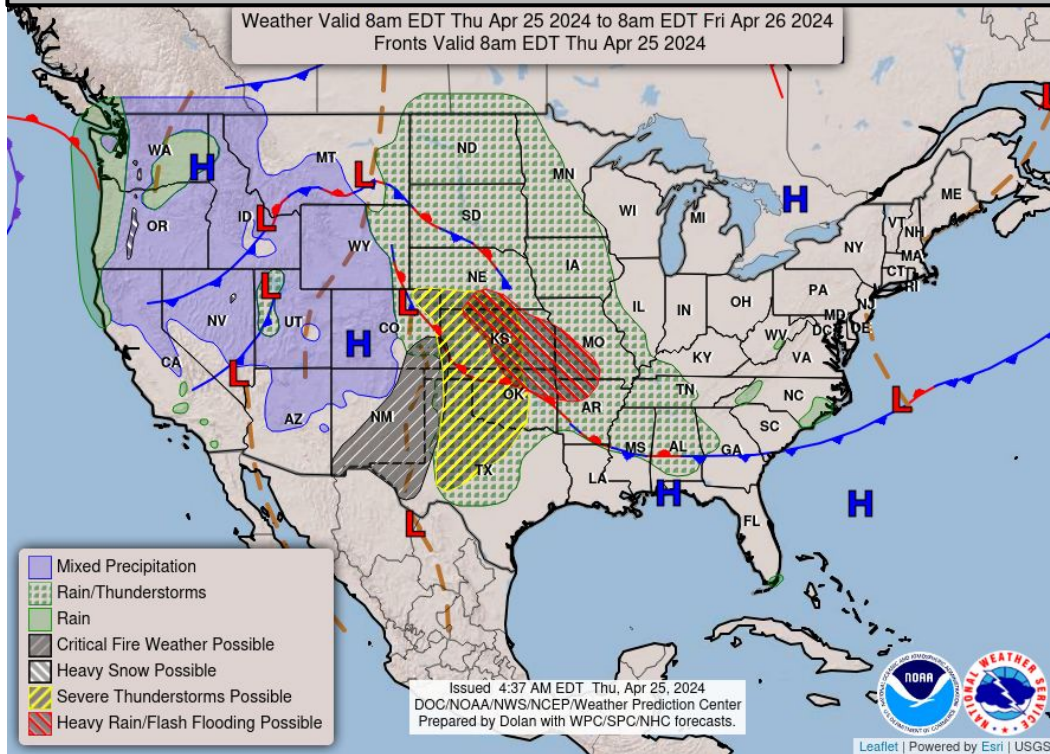 Weather Valid 8am EDT Thu Apr 25 2024 to 8am EDT Fri Apr 26 2024
Fronts Valid 8am EDT Thu Apr 25 2024
WA
H
MT
ND
MN
L
L
OR
ID
WY
SD
WI
MI
H
ME
VT
NH
NY
MA
CT
RI
L
NE
IA
PA
NJ
L
L
NV
UT
CO
H
KS
MO
IL
IN
OH
MD
DE
DC
WV
VA
KY
CA
L
AZ
NM
OK
AR
TN
NC
SC
L
TX
LA
MS
AL
GA
H
H
FL
L
Mixed Precipitation
Rain/Thunderstorms
Rain
Critical Fire Weather Possible
Heavy Snow Possible
Severe Thunderstorms Possible
Heavy Rain/Flash Flooding Possible
Issued 4:37 AM EDT Thu, Apr 25, 2024
DOC/NOAA/NWS/NCEP/Weather Prediction Center
Prepared by Dolan with WPC/SPC/NHC forecasts.
NOAA
NATIONAL WEATHER SERVICE
Leaflet | Powered by Esri | USGS